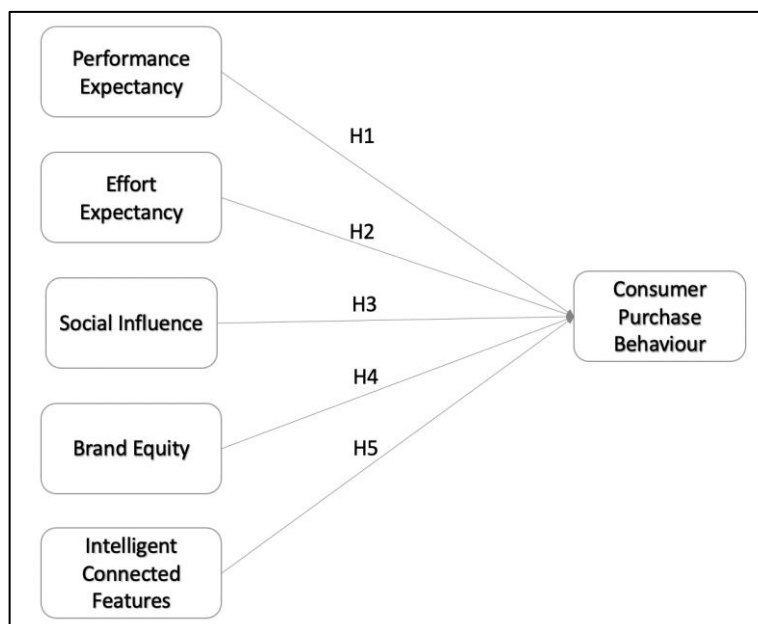 Performance
Expectancy
H1
Effort
Expectancy
H2
Social Influence
H3
Consumer
Purchase
Behaviour
H4
Brand Equity
H5
Intelligent
Connected
Features